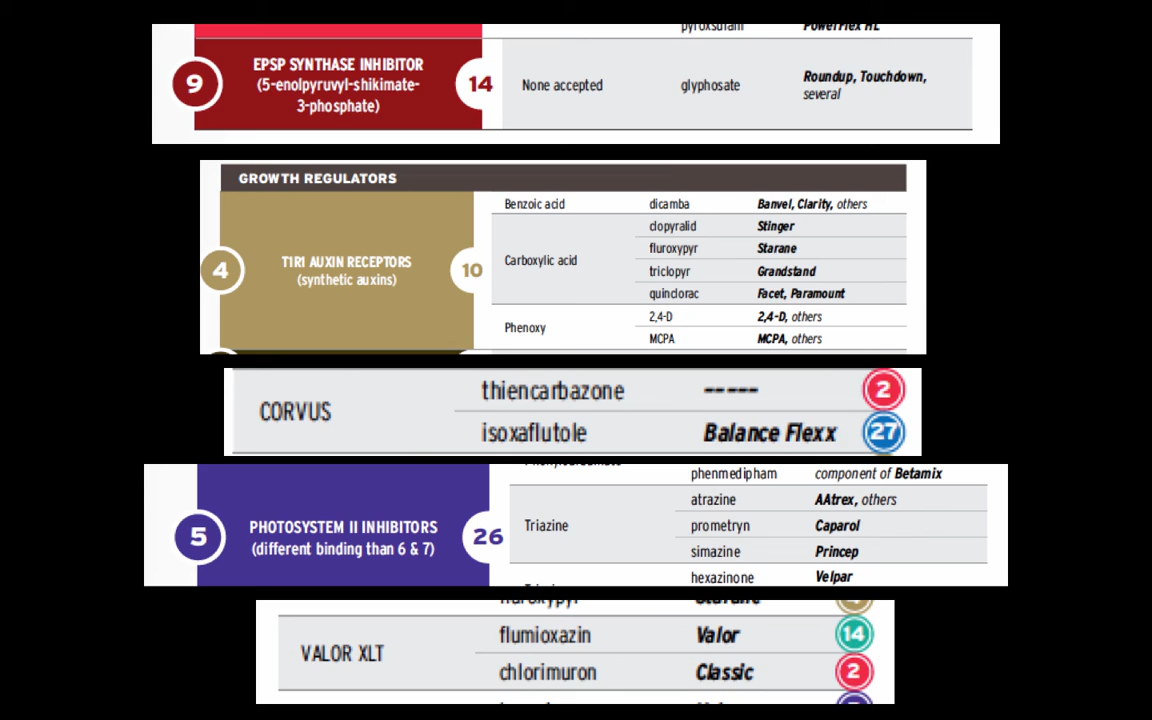 pyroxsulam PowerFlex HL
9 EPSP SYNTHASE INHIBITOR (5-enolpyruvyl-shikimate-3-phosphate) 14 None accepted glyphosate Roundup, Touchdown, several
GROWTH REGULATORS
4 TIR1 AUXIN RECEPTORS (synthetic auxins) 10
Benzoic acid dicamba Banvel, Clarity, others
Carboxylic acid clopyralid Stinger
fluroxypyr Starane
triclopyr Grandstand
quinclorac Facet, Paramount
Phenoxy 2,4-D 2,4-D, others
MCPA MCPA, others
CORVUS thiencarbazone ----- 2
isoxaflutole Balance Flexx 27
5 PHOTOSYSTEM II INHIBITORS (different binding than 6 & 7) 26
phenmedipham component of Betamix
Triazine atrazine AAtrex, others
prometryn Caparol
simazine Princep
hexazinone Velpar
fluroxypyr Starane
VALOR XLT flumioxazin Valor 14
chlorimuron Classic 2